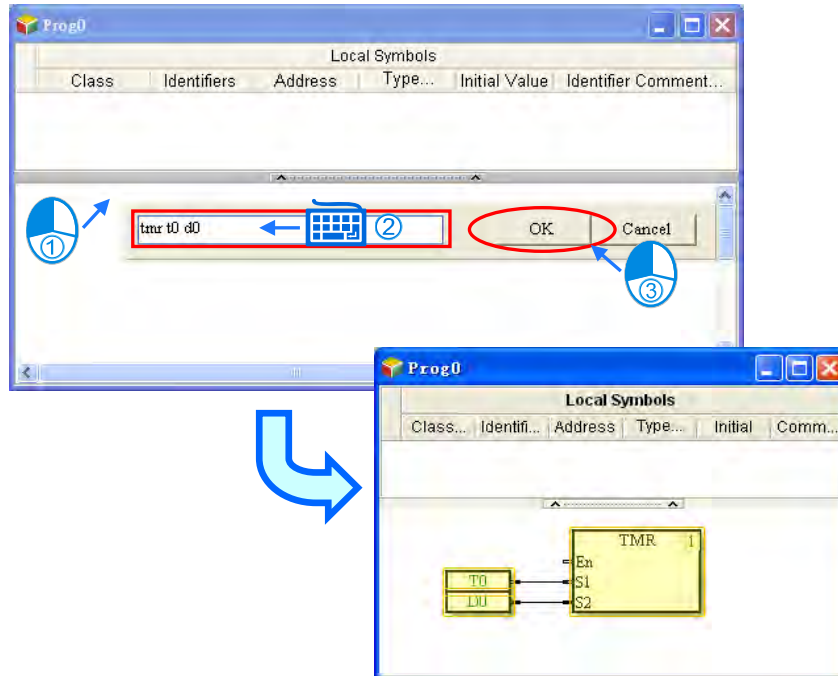 Prog0
Local Symbols
Class Identifiers Address Type... Initial Value Identifier Comment...
①
tmr t0 d0
②
OK
Cancel
③
Prog0
Local Symbols
Class... Identifi... Address Type... Initial Comm...
TMR 1
En
T0 S1
D0 S2